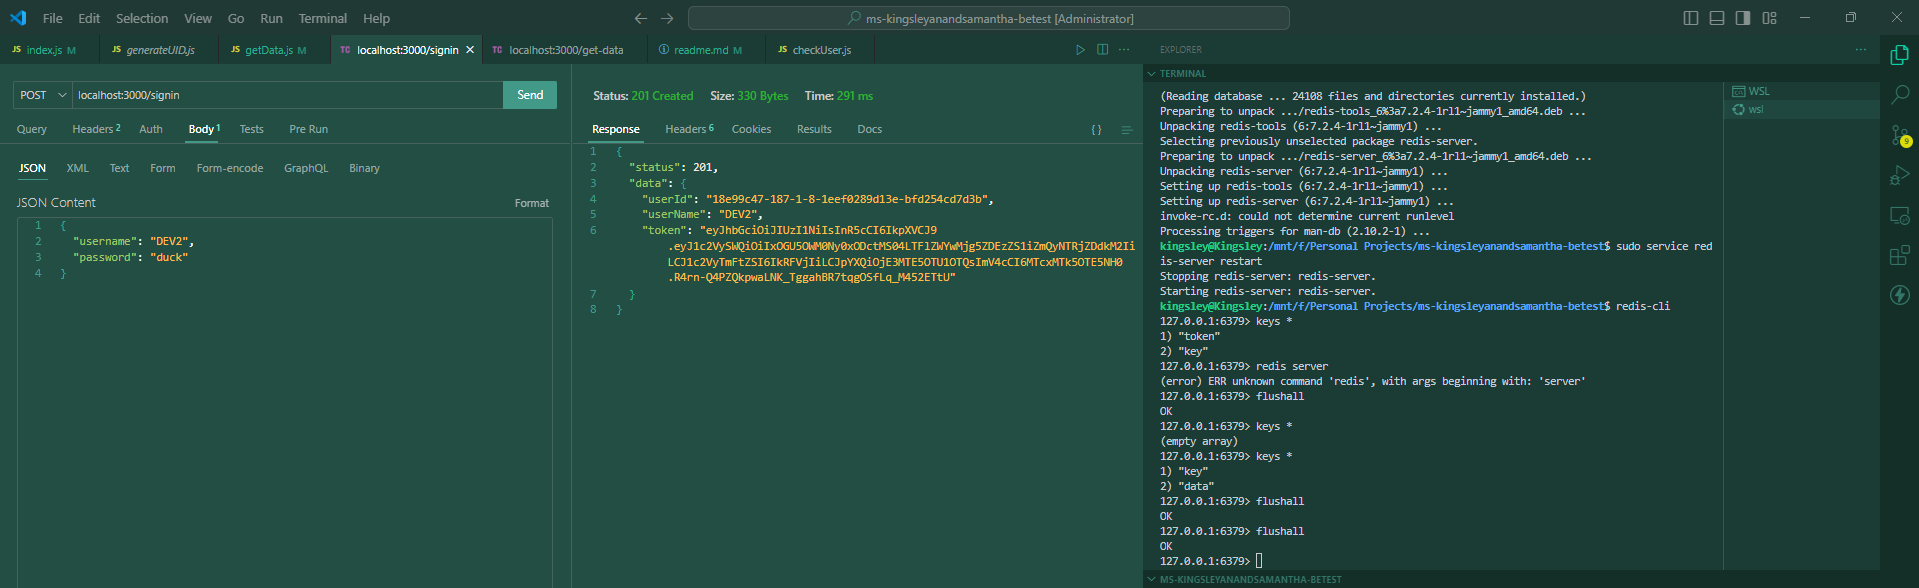 File Edit Selection View Go Run Terminal Help
ms-kingsleyanandsamantha-betest [Administrator]
JS index.js M
JS generateUID.js
JS getData.js M
TC localhost:3000/signin
TC localhost:3000/get-data
readme.md M
JS checkUser.js
POST
localhost:3000/signin
Send
Query Headers 2 Auth Body 1 Tests Pre Run
JSON XML Text Form Form-encode GraphQL Binary
JSON Content
Format
1 {
2 "username": "DEV2",
3 "password": "duck"
4 }
Status: 201 Created Size: 330 Bytes Time: 291 ms
Response Headers 6 Cookies Results Docs
{ }
1 {
2 "status": 201,
3 "data": {
4 "userId": "18e99c47-187-1-8-1eef0289d13e-bfd254cd7d3b",
5 "userName": "DEV2",
6 "token": "eyJhbGciOiJIUzI1NiIsInR5cCI6IkpXVCJ9
.eyJ1c2VySWQiOiIxOGU5OWM0Ny0xODctMS04LTFlZWYwMjg5ZDEzZS1iZmQyNTRjZDdkM2Ii
LCJ1c2VyTmFtZSI6IkRFVjIiLCJpYXQiOjE3MTE5OTU1OTQsImV4cCI6MTcxMTk5OTE5NH0
.R4rn-Q4PZQkpwaLNK_TggahBR7tqgOSfLq_M452ETtU"
7 }
8 }
EXPLORER
TERMINAL
(Reading database ... 24108 files and directories currently installed.)
Preparing to unpack .../redis-tools_6%3a7.2.4-1rl1~jammy1_amd64.deb ...
Unpacking redis-tools (6:7.2.4-1rl1~jammy1) ...
Selecting previously unselected package redis-server.
Preparing to unpack .../redis-server_6%3a7.2.4-1rl1~jammy1_amd64.deb ...
Unpacking redis-server (6:7.2.4-1rl1~jammy1) ...
Setting up redis-tools (6:7.2.4-1rl1~jammy1) ...
Setting up redis-server (6:7.2.4-1rl1~jammy1) ...
invoke-rc.d: could not determine current runlevel
Processing triggers for man-db (2.10.2-1) ...
kingsley@Kingsley:/mnt/f/Personal Projects/ms-kingsleyanandsamantha-betest$ sudo service red
is-server restart
Stopping redis-server: redis-server.
Starting redis-server: redis-server.
kingsley@Kingsley:/mnt/f/Personal Projects/ms-kingsleyanandsamantha-betest$ redis-cli
127.0.0.1:6379> keys *
1) "token"
2) "key"
127.0.0.1:6379> redis server
(error) ERR unknown command 'redis', with args beginning with: 'server'
127.0.0.1:6379> flushall
OK
127.0.0.1:6379> keys *
(empty array)
127.0.0.1:6379> keys *
1) "key"
2) "data"
127.0.0.1:6379> flushall
OK
127.0.0.1:6379> flushall
OK
127.0.0.1:6379>
WSL
wsl
9
MS-KINGSLEYANANDSAMANTHA-BETEST